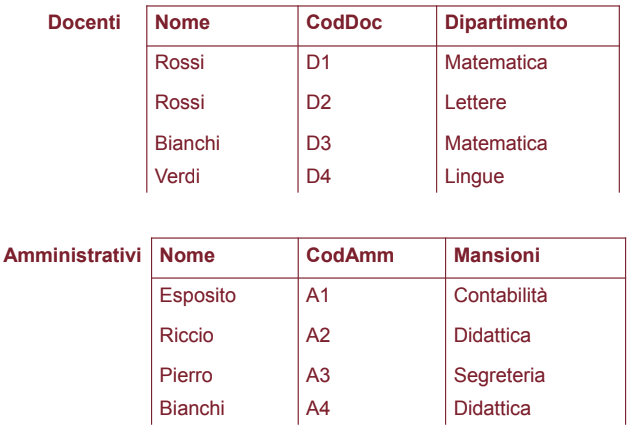 Docenti Nome CodDoc Dipartimento
Rossi D1 Matematica
Rossi D2 Lettere
Bianchi D3 Matematica
Verdi D4 Lingue
Amministrativi Nome CodAmm Mansioni
Esposito A1 Contabilità
Riccio A2 Didattica
Pierro A3 Segreteria
Bianchi A4 Didattica